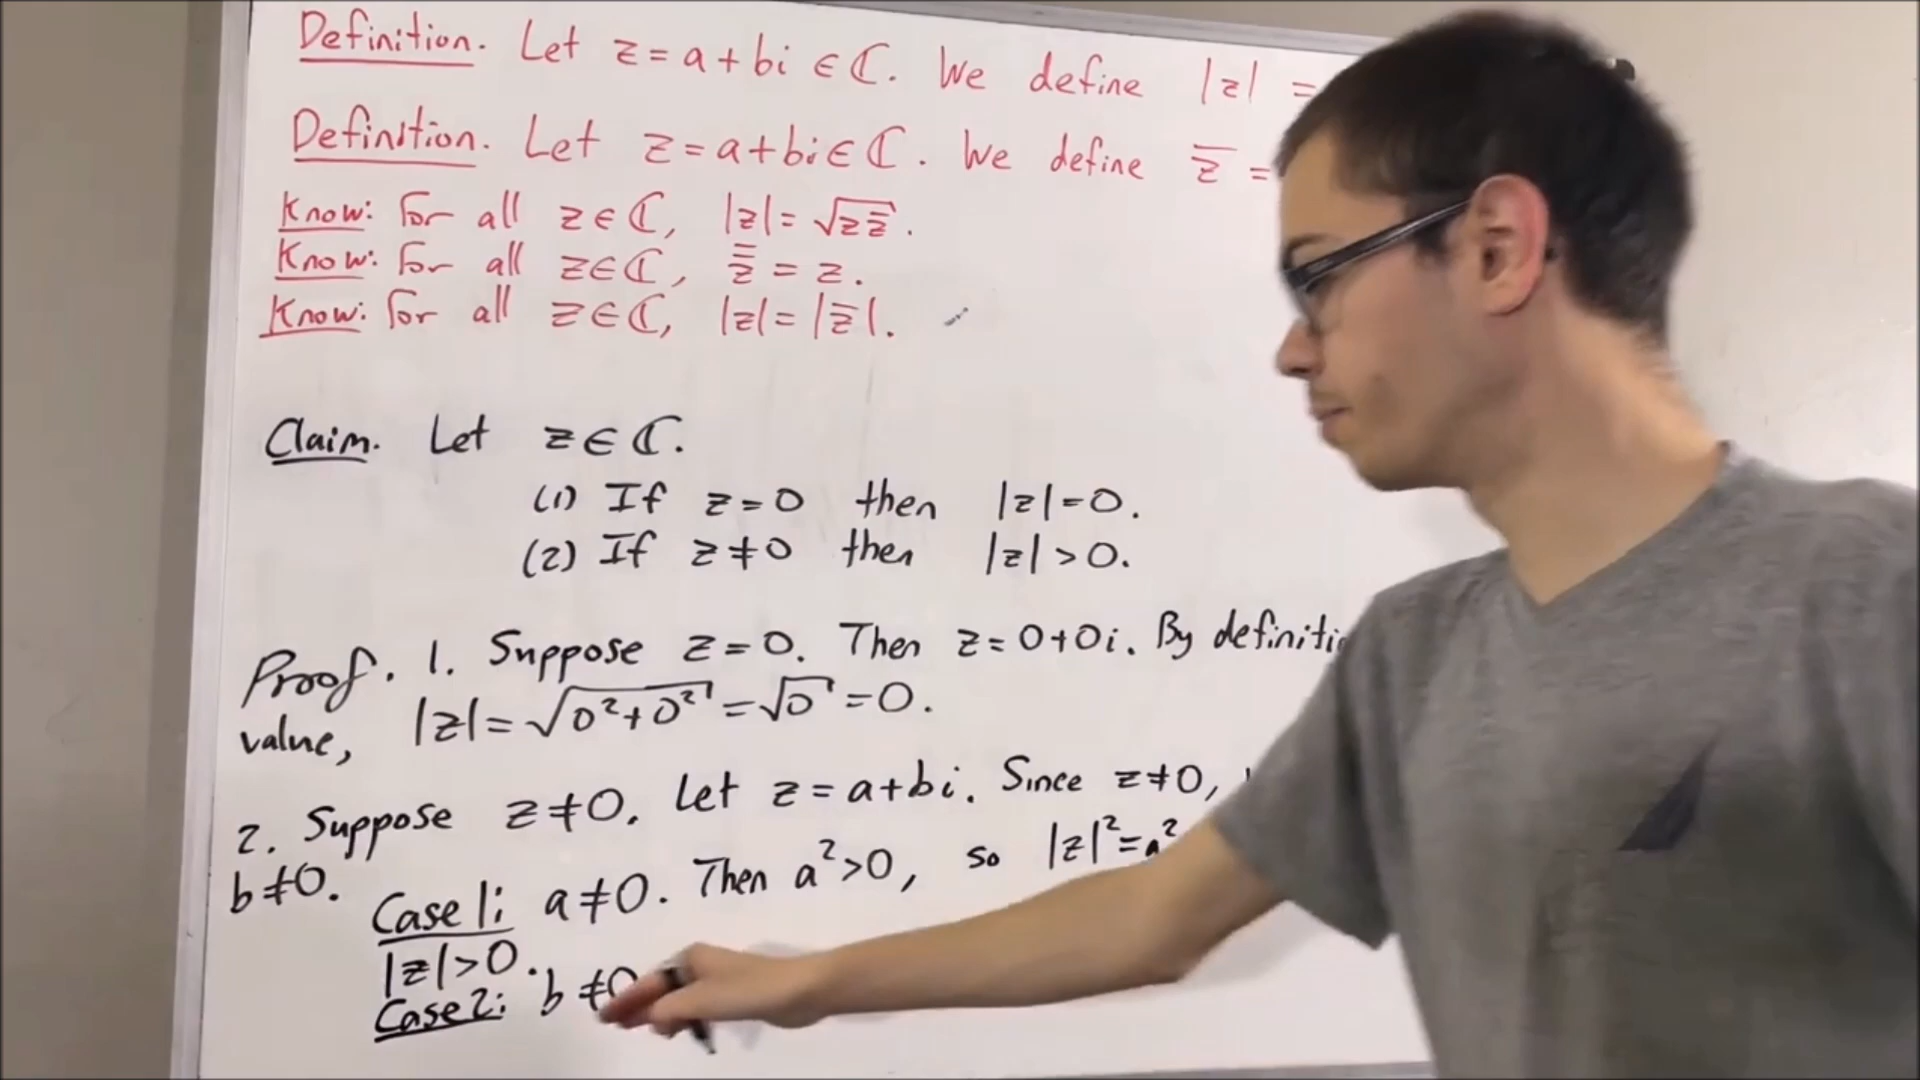 Definition. Let z = a + bi ∈ ℂ. We define |z| =
Definition. Let z = a + bi ∈ ℂ. We define z̅ =
Know: for all z ∈ ℂ, |z| = √(z z̅).
Know: for all z ∈ ℂ, z̿ = z.
Know: for all z ∈ ℂ, |z| = |z̅|.
Claim. Let z ∈ ℂ.
(1) If z = 0 then |z| = 0.
(2) If z ≠ 0 then |z| > 0.
Proof. 1. Suppose z = 0. Then z = 0 + 0i. By
value, |z| = √(0² + 0²) = √0 = 0.
2. Suppose z ≠ 0. Let z = a + bi. Since z ≠ 0,
b ≠ 0.
Case 1: a ≠ 0. Then a² > 0, so |z|² = a²
|z| > 0.
Case 2: b ≠ 0